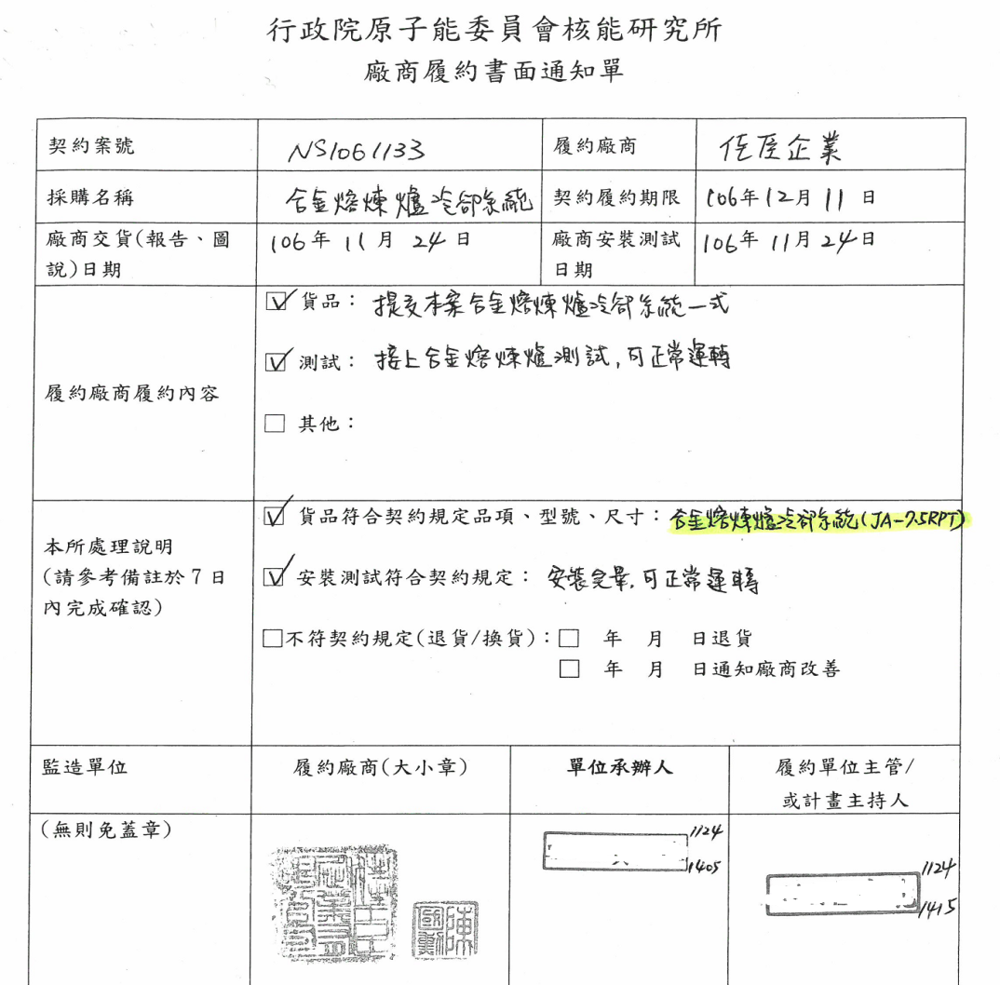 行政院原子能委員會核能研究所
廠商履約書面通知單
契約案號 NS1061133 履約廠商 佢臣企業
採購名稱 合金熔煉爐冷卻系統 契約履約期限 106年12月11日
廠商交貨(報告、圖說)日期 106年11月24日 廠商安裝測試日期 106年11月24日
履約廠商履約內容
貨品：提交本案合金熔煉爐冷卻系統一式
測試：接上合金熔煉爐測試,可正常運轉
其他：
本所處理說明
(請參考備註於7日
內完成確認)
貨品符合契約規定品項、型號、尺寸：合金熔煉爐冷卻系統(JA-7.5RPT)
安裝測試符合契約規定：安裝完畢,可正常運轉
不符契約規定(退貨/換貨)：年 月 日退貨
年 月 日通知廠商改善
監造單位 履約廠商(大小章) 單位承辦人 履約單位主管/
或計畫主持人
(無則免蓋章)
1124
1405
1124
1415